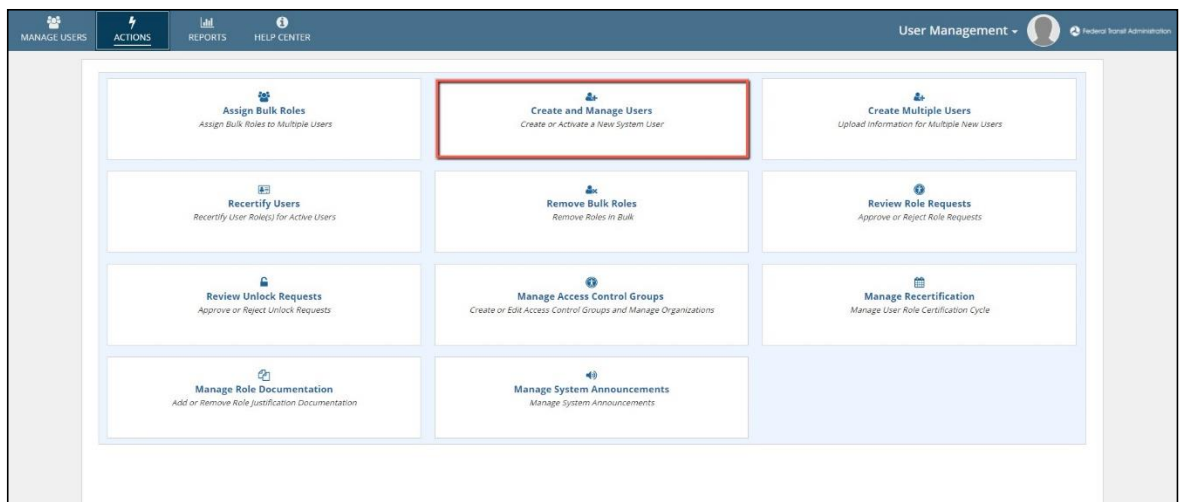 MANAGE USERS
ACTIONS
REPORTS
HELP CENTER
User Management
Federal Transit Administration
Assign Bulk Roles
Assign Bulk Roles to Multiple Users
Create and Manage Users
Create or Activate a New System User
Create Multiple Users
Upload Information for Multiple New Users
Recertify Users
Recertify User Role(s) for Active Users
Remove Bulk Roles
Remove Roles in Bulk
Review Role Requests
Approve or Reject Role Requests
Review Unlock Requests
Approve or Reject Unlock Requests
Manage Access Control Groups
Create or Edit Access Control Groups and Manage Organizations
Manage Recertification
Manage User Role Certification Cycle
Manage Role Documentation
Add or Remove Role Justification Documentation
Manage System Announcements
Manage System Announcements